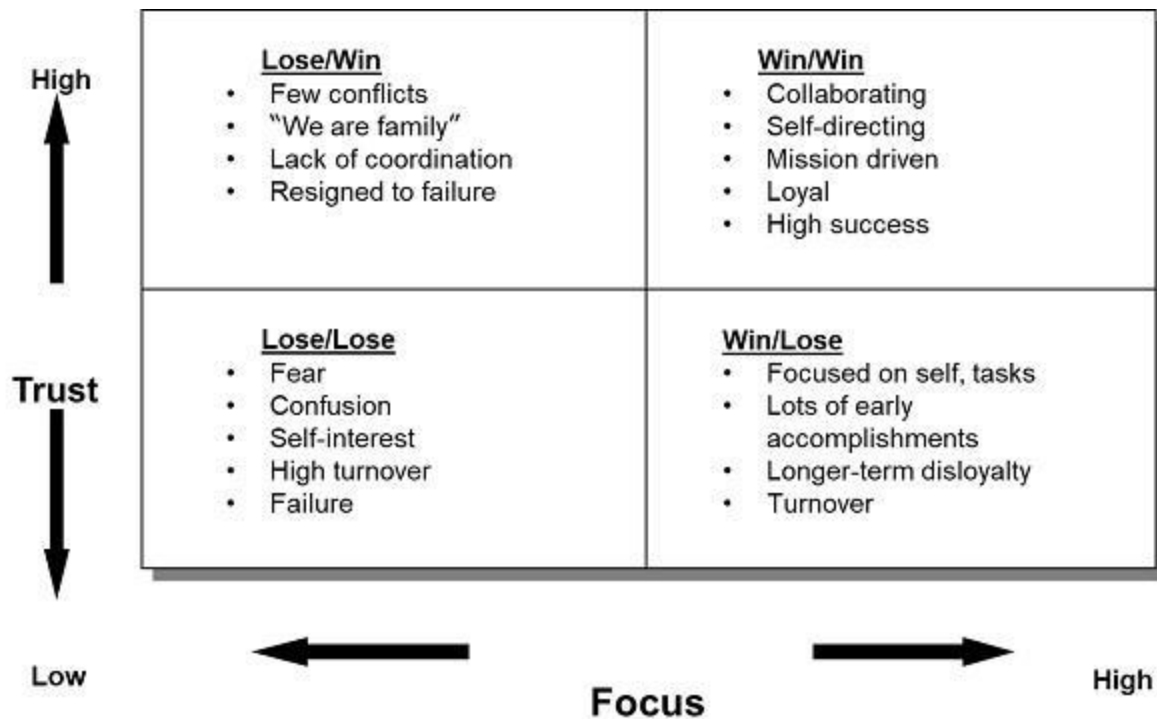 High
Lose/Win
• Few conflicts
• “We are family”
• Lack of coordination
• Resigned to failure
Win/Win
• Collaborating
• Self-directing
• Mission driven
• Loyal
• High success
Trust
Lose/Lose
• Fear
• Confusion
• Self-interest
• High turnover
• Failure
Win/Lose
• Focused on self, tasks
• Lots of early
accomplishments
• Longer-term disloyalty
• Turnover
Low
Focus
High